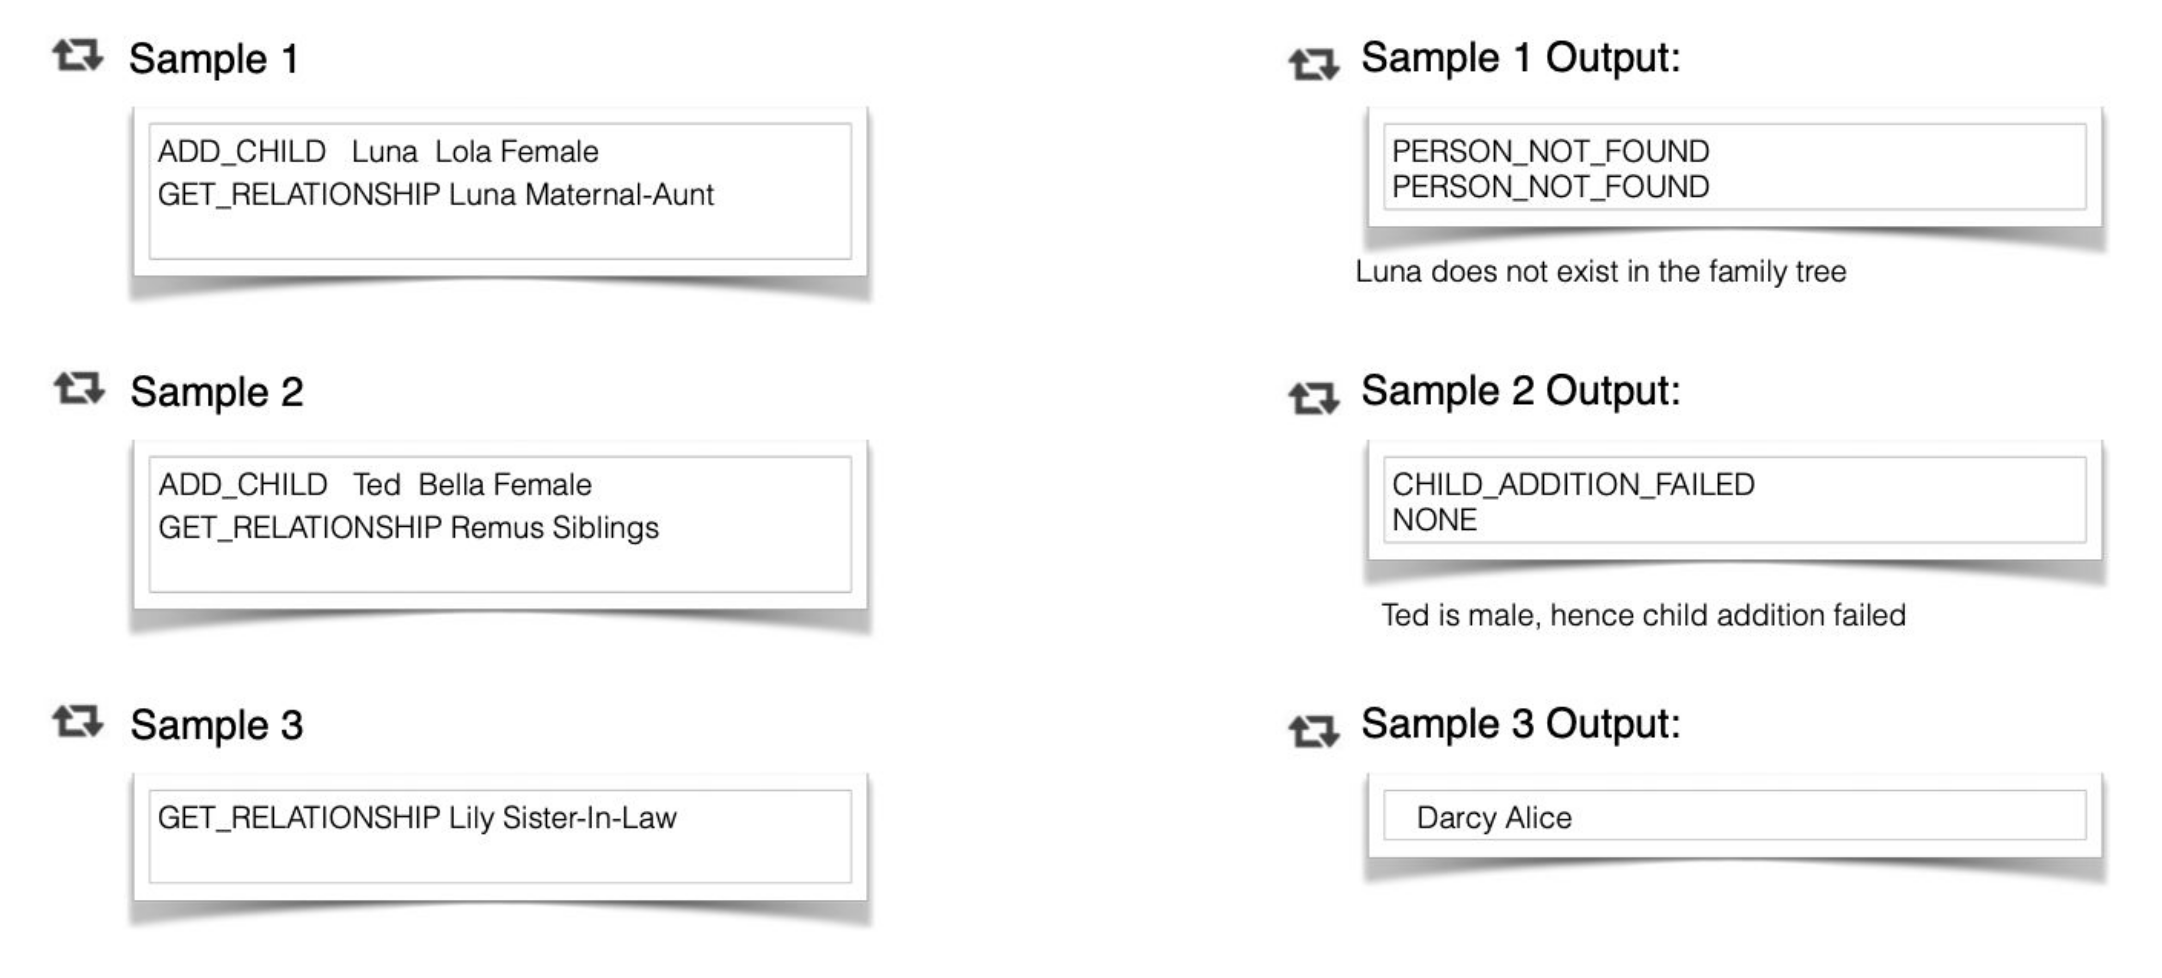 Sample 1
ADD_CHILD Luna Lola Female
GET_RELATIONSHIP Luna Maternal-Aunt
Sample 1 Output:
PERSON_NOT_FOUND
PERSON_NOT_FOUND
Luna does not exist in the family tree
Sample 2
ADD_CHILD Ted Bella Female
GET_RELATIONSHIP Remus Siblings
Sample 2 Output:
CHILD_ADDITION_FAILED
NONE
Ted is male, hence child addition failed
Sample 3
GET_RELATIONSHIP Lily Sister-In-Law
Sample 3 Output:
Darcy Alice